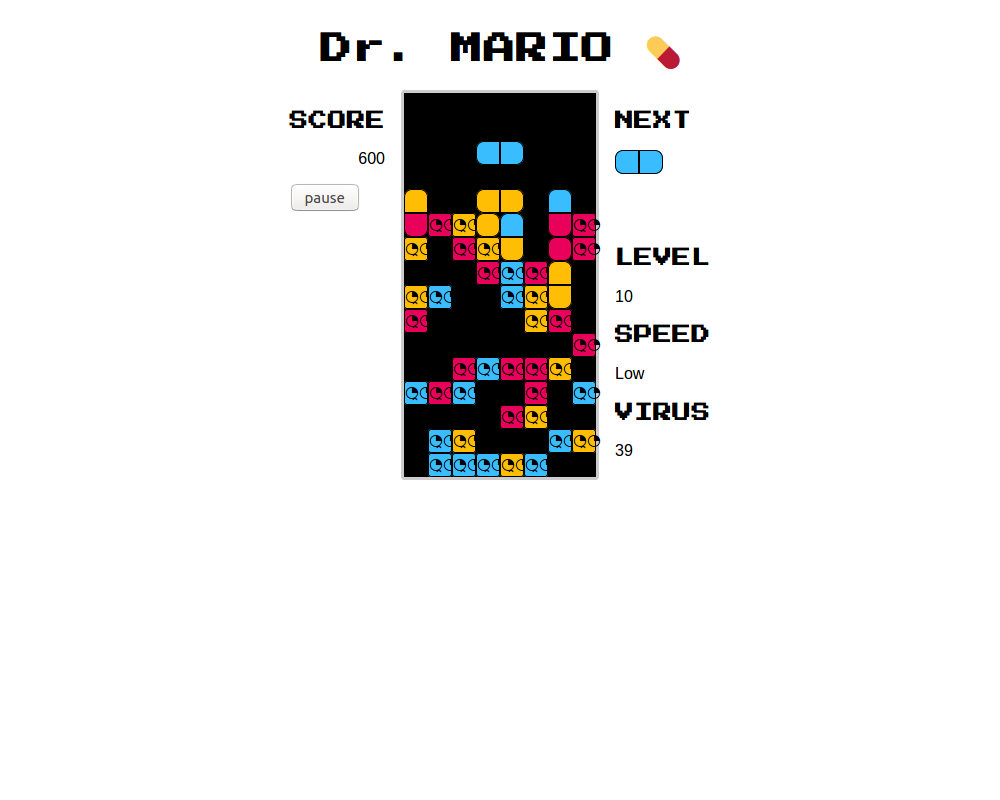 Dr. MARIO
SCORE
600
pause
NEXT
LEVEL
10
SPEED
Low
VIRUS
39